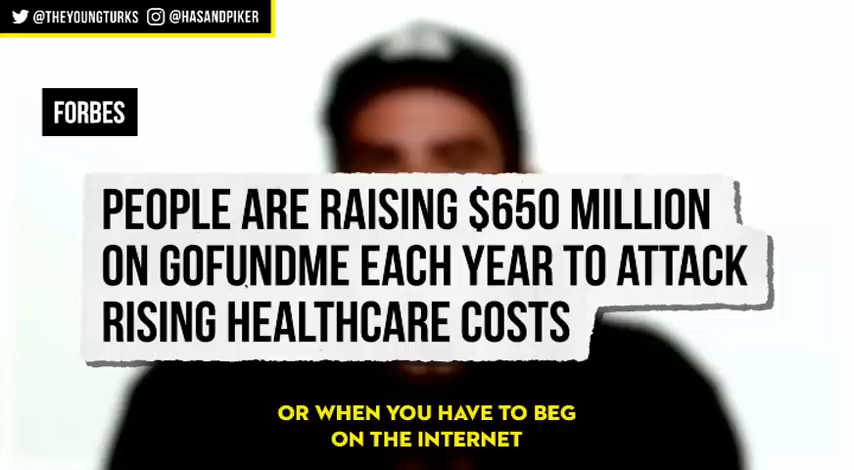 @THEYOUNGTURKS @HASANDPIKER
FORBES
PEOPLE ARE RAISING $650 MILLION
ON GOFUNDME EACH YEAR TO ATTACK
RISING HEALTHCARE COSTS
OR WHEN YOU HAVE TO BEG
ON THE INTERNET